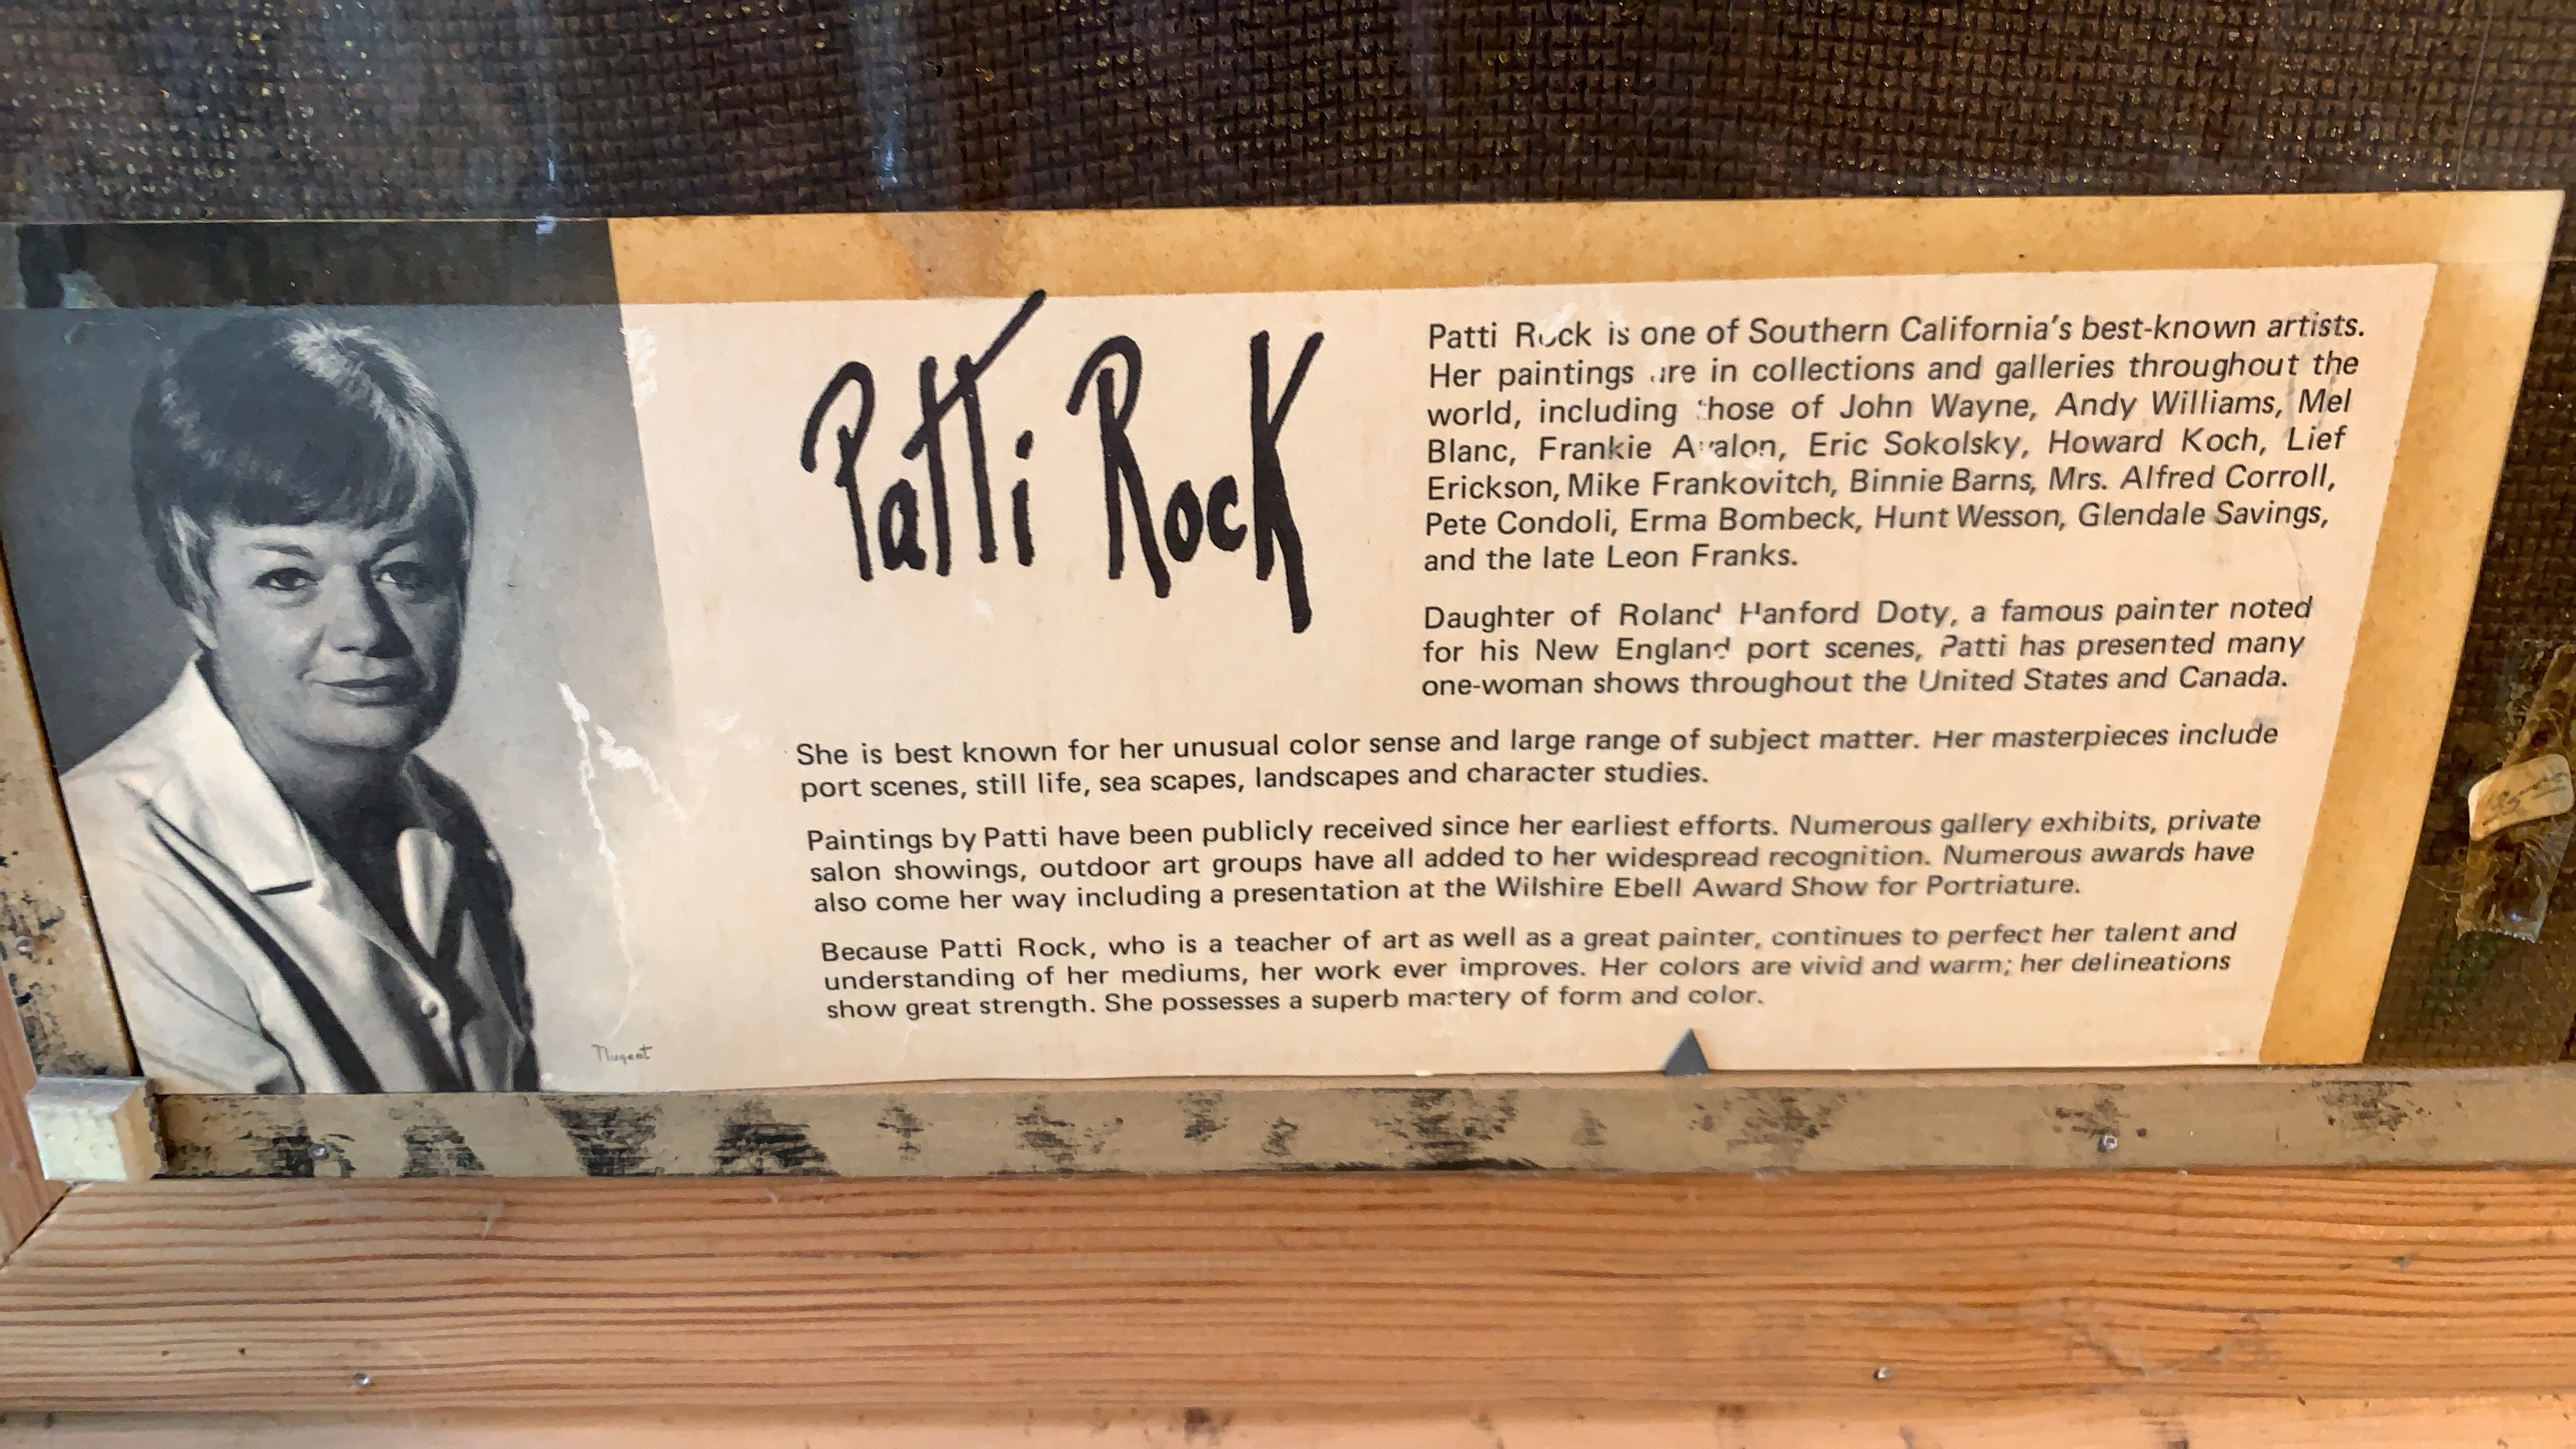 Patti Rock
Patti Rock is one of Southern California's best-known artists.
Her paintings are in collections and galleries throughout the
world, including those of John Wayne, Andy Williams, Mel
Blanc, Frankie Avalon, Eric Sokolsky, Howard Koch, Lief
Erickson, Mike Frankovitch, Binnie Barns, Mrs. Alfred Corroll,
Pete Condoli, Erma Bombeck, Hunt Wesson, Glendale Savings,
and the late Leon Franks.
Daughter of Roland Hanford Doty, a famous painter noted
for his New England port scenes, Patti has presented many
one-woman shows throughout the United States and Canada.
She is best known for her unusual color sense and large range of subject matter. Her masterpieces include
port scenes, still life, sea scapes, landscapes and character studies.
Paintings by Patti have been publicly received since her earliest efforts. Numerous gallery exhibits, private
salon showings, outdoor art groups have all added to her widespread recognition. Numerous awards have
also come her way including a presentation at the Wilshire Ebell Award Show for Portriature.
Because Patti Rock, who is a teacher of art as well as a great painter, continues to perfect her talent and
understanding of her mediums, her work ever improves. Her colors are vivid and warm; her delineations
show great strength. She possesses a superb mastery of form and color.
Nugent